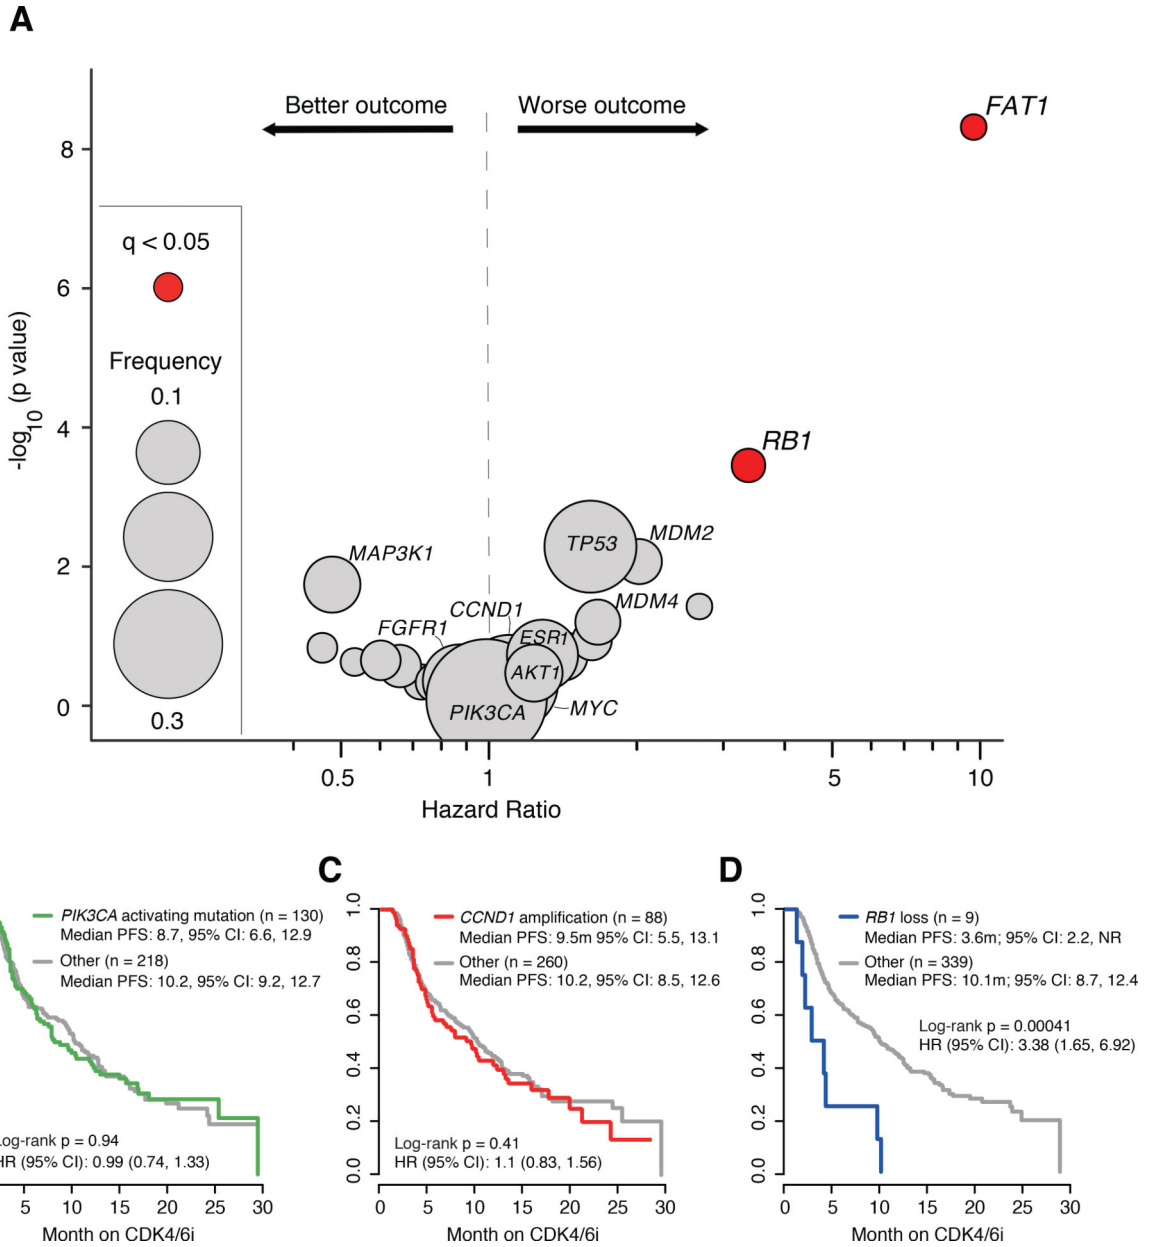 A
Better outcome
Worse outcome
FAT1
8
q < 0.05
6
Frequency
0.1
-log10 (p value)
4
RB1
TP53
MDM2
2
MAP3K1
MDM4
CCND1
FGFR1
ESR1
AKT1
0
PIK3CA
MYC
0.3
0.5
1
5
10
Hazard Ratio
PIK3CA activating mutation (n = 130)
Median PFS: 8.7, 95% CI: 6.6, 12.9
Other (n = 218)
Median PFS: 10.2, 95% CI: 9.2, 12.7
Log-rank p = 0.94
HR (95% CI): 0.99 (0.74, 1.33)
5 10 15 20 25 30
Month on CDK4/6i
C
1.0
0.8
0.6
0.4
0.2
0.0
CCND1 amplification (n = 88)
Median PFS: 9.5m 95% CI: 5.5, 13.1
Other (n = 260)
Median PFS: 10.2, 95% CI: 8.5, 12.6
Log-rank p = 0.41
HR (95% CI): 1.1 (0.83, 1.56)
0 5 10 15 20 25 30
Month on CDK4/6i
D
1.0
0.8
0.6
0.4
0.2
0.0
RB1 loss (n = 9)
Median PFS: 3.6m; 95% CI: 2.2, NR
Other (n = 339)
Median PFS: 10.1m; 95% CI: 8.7, 12.4
Log-rank p = 0.00041
HR (95% CI): 3.38 (1.65, 6.92)
0 5 10 15 20 25 30
Month on CDK4/6i